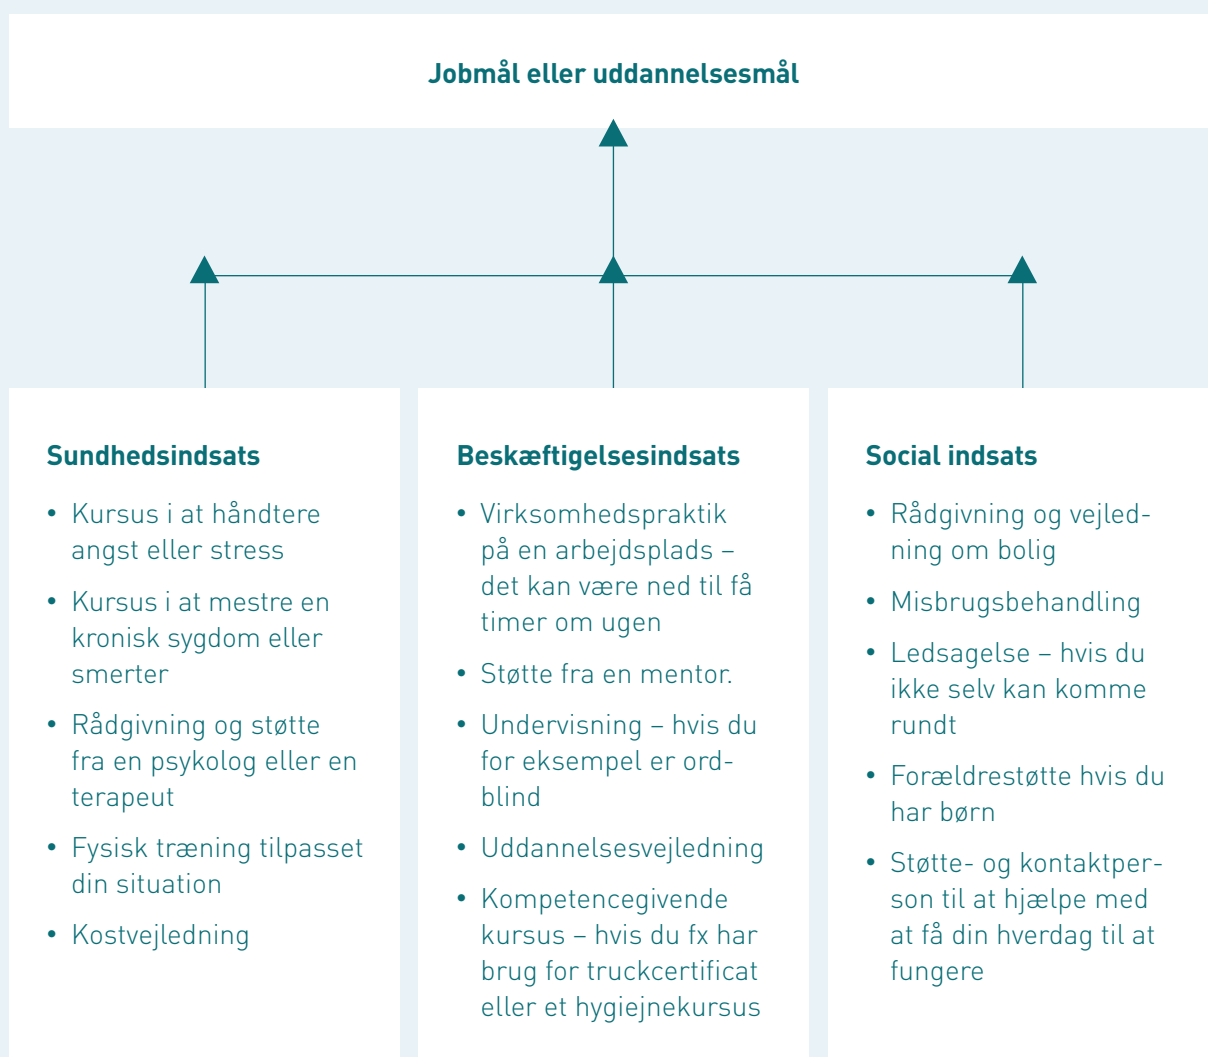 Jobmål eller uddannelsesmål
Sundhedsindsats
• Kursus i at håndtere
angst eller stress
• Kursus i at mestre en
kronisk sygdom eller
smerter
• Rådgivning og støtte
fra en psykolog eller en
terapeut
• Fysisk træning tilpasset
din situation
• Kostvejledning
Beskæftigelsesindsats
• Virksomhedspraktik
på en arbejdsplads –
det kan være ned til få
timer om ugen
• Støtte fra en mentor.
• Undervisning – hvis du
for eksempel er ord-
blind
• Uddannelsesvejledning
• Kompetencegivende
kursus – hvis du fx har
brug for truckcertificat
eller et hygiejnekursus
Social indsats
• Rådgivning og vejled-
ning om bolig
• Misbrugsbehandling
• Ledsagelse – hvis du
ikke selv kan komme
rundt
• Forældrestøtte hvis du
har børn
• Støtte- og kontaktper-
son til at hjælpe med
at få din hverdag til at
fungere